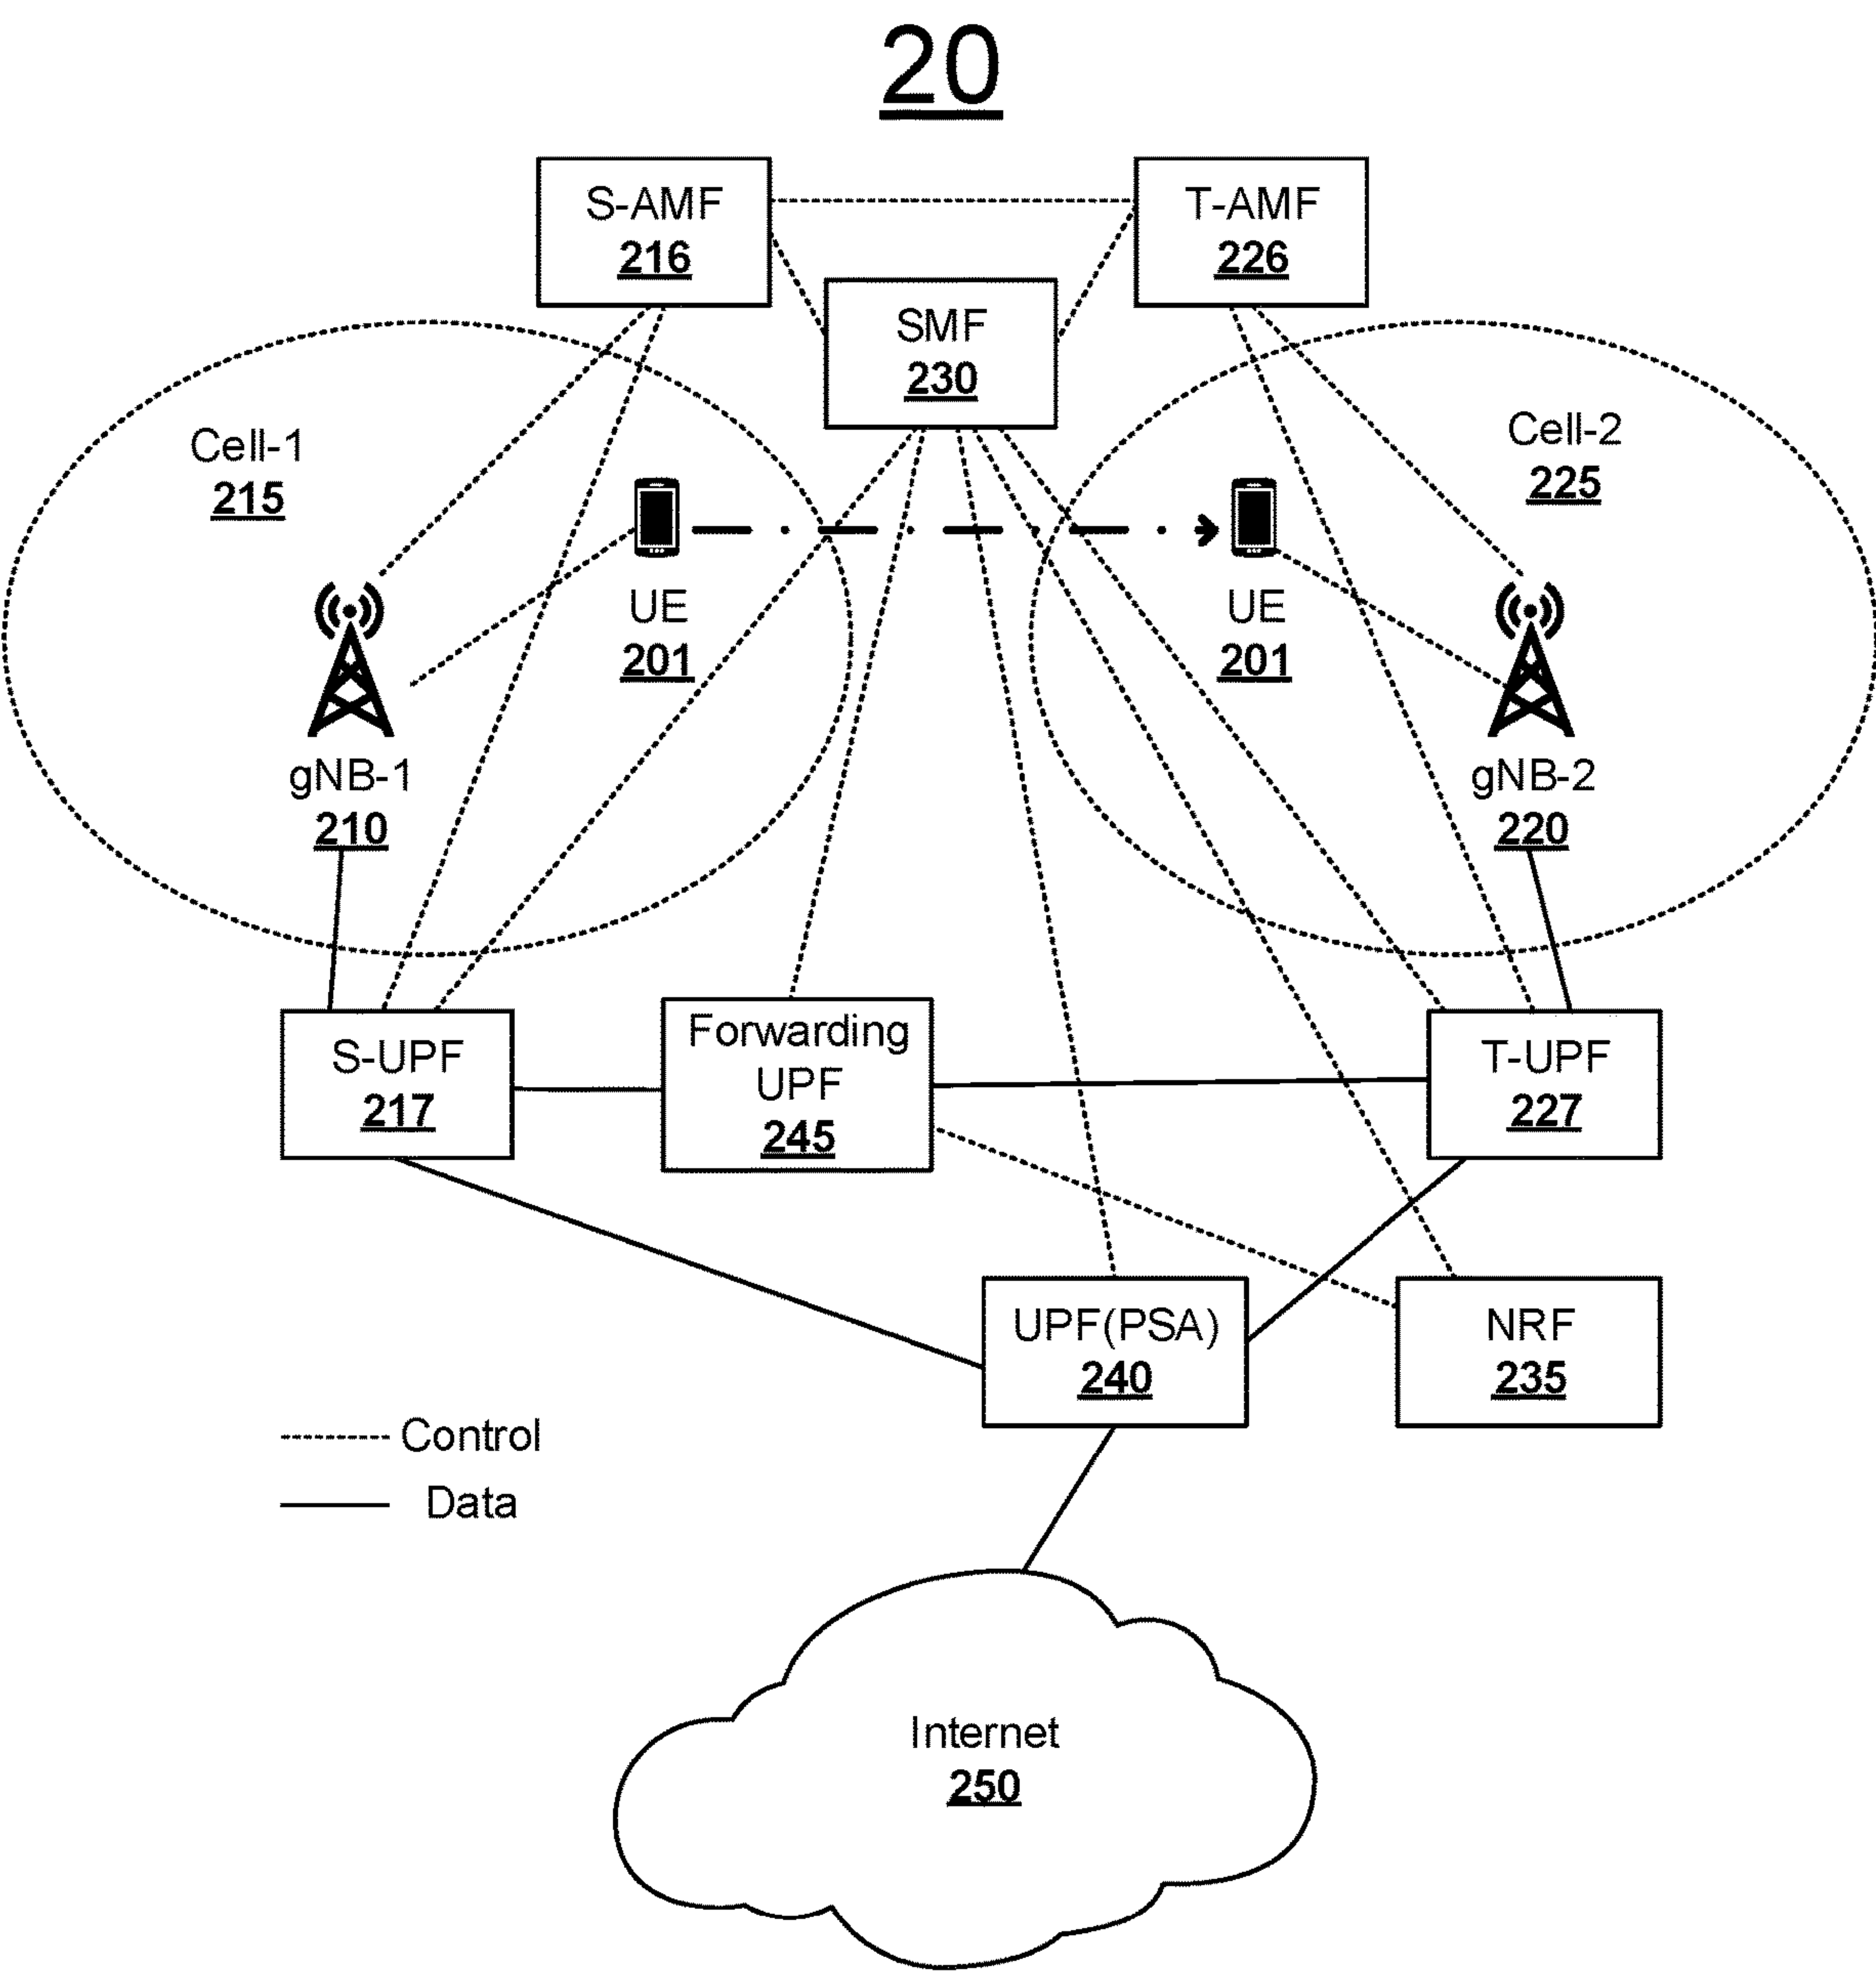 20
S-AMF
216
T-AMF
226
SMF
230
Cell-1
215
Cell-2
225
UE
201
UE
201
gNB-1
210
gNB-2
220
S-UPF
217
Forwarding
UPF
245
T-UPF
227
UPF(PSA)
240
NRF
235
Control
Data
Internet
250